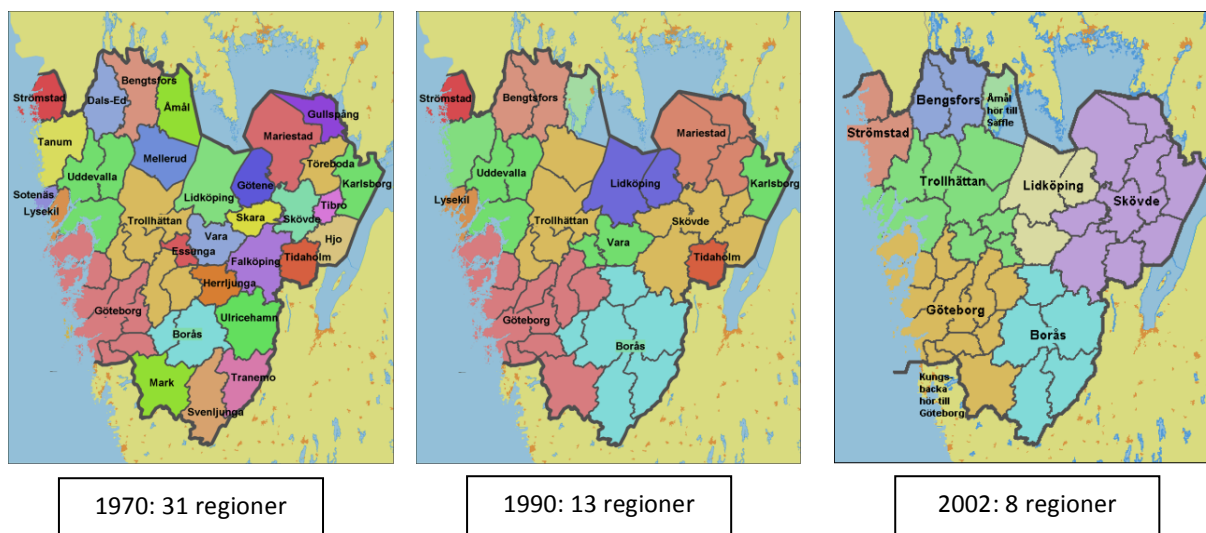 Strömstad
Dals-Ed
Bengtsfors
Åmål
Gullspång
Mariestad
Tanum
Mellerud
Töreboda
Uddevalla
Lidköping
Götene
Karlsborg
Sotenäs
Lysekil
Trollhättan
Skara
Skövde
Tibro
Vara
Hjo
Essunga
Falköping
Tidaholm
Herrljunga
Göteborg
Ulricehamn
Borås
Mark
Tranemo
Svenljunga
1970: 31 regioner
Strömstad
Bengtsfors
Mariestad
Uddevalla
Lidköping
Karlsborg
Lysekil
Trollhättan
Skövde
Vara
Tidaholm
Göteborg
Borås
1990: 13 regioner
Bengsfors
Åmål
hör till
Säffle
Strömstad
Trollhättan
Lidköping
Skövde
Göteborg
Borås
Kungs-
backa
hör till
Göteborg
2002: 8 regioner